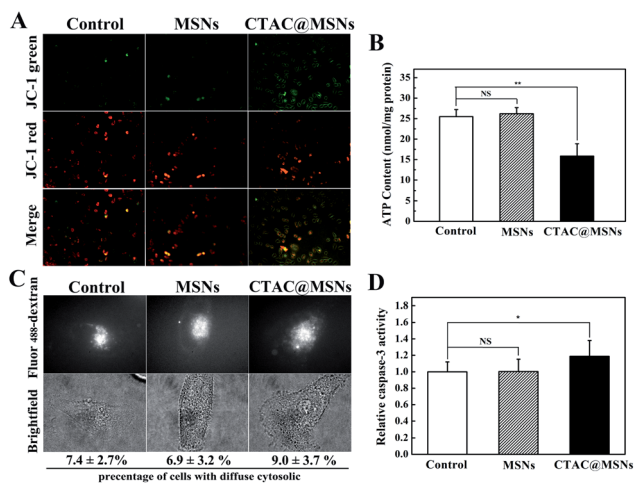 A
Control MSNs CTAC@MSNs
JC-1 green
JC-1 red
Merge
B
ATP Content (nmol/mg protein)
35
30
25
20
15
10
5
0
NS
**
Control MSNs CTAC@MSNs
C
Control MSNs CTAC@MSNs
Fluor 488-dextran
Brightfield
7.4 ± 2.7% 6.9 ± 3.2 % 9.0 ± 3.7 %
precentage of cells with diffuse cytosolic
D
Relative caspase-3 activity
1.8
1.6
1.4
1.2
1.0
0.8
0.6
0.4
0.2
0.0
NS
*
Control MSNs CTAC@MSNs